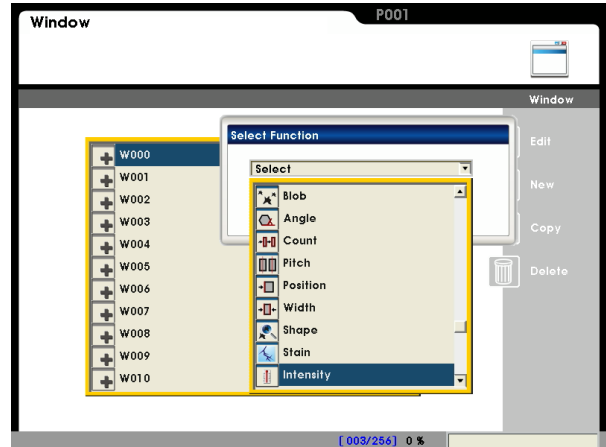 P001
Window
Window
Select Function
Edit
W000
Select
W001
New
Blob
W002
Angle
W003
Copy
Count
W004
Pitch
W005
Delete
Position
W006
Width
W007
Shape
W008
Stain
W009
Intensity
W010
[003/256] 0 %